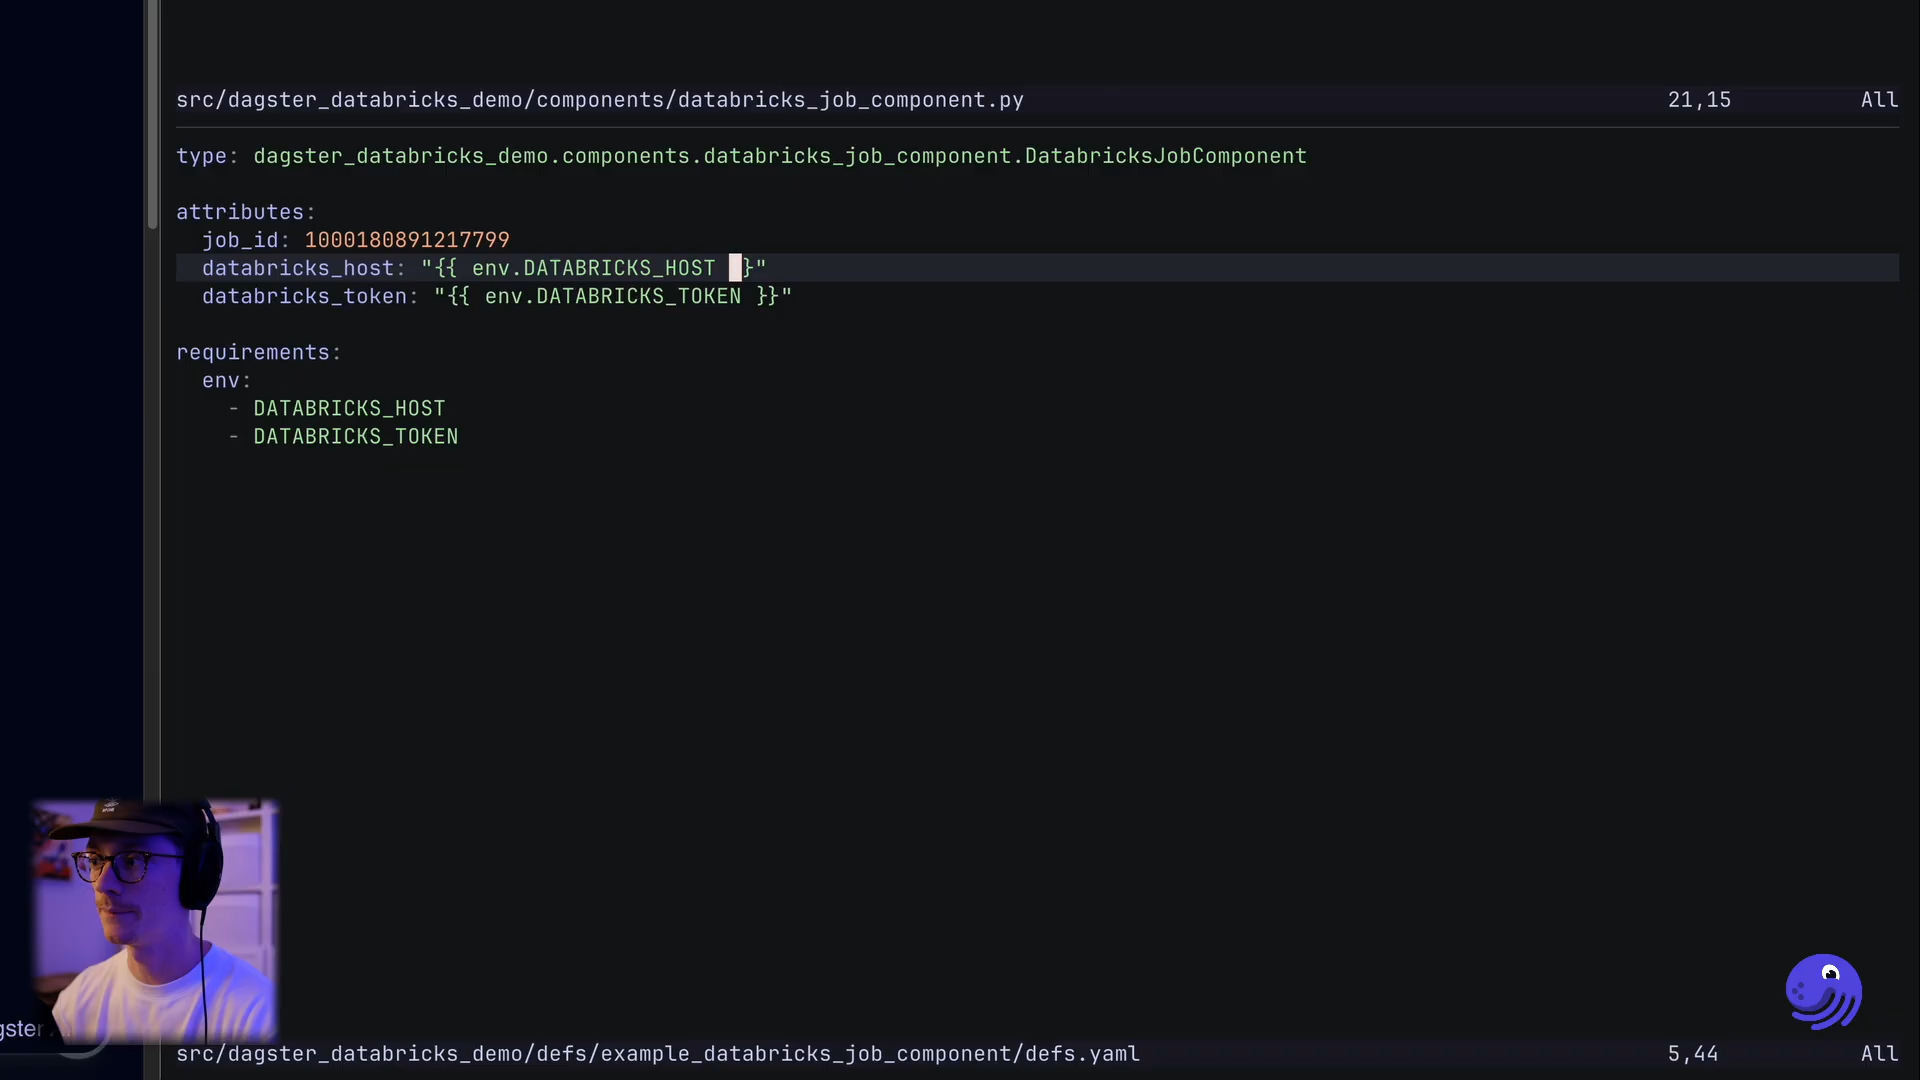 src/dagster_databricks_demo/components/databricks_job_component.py 21,15 All
type: dagster_databricks_demo.components.databricks_job_component.DatabricksJobComponent
attributes:
job_id: 1000180891217799
databricks_host: "{{ env.DATABRICKS_HOST }}"
databricks_token: "{{ env.DATABRICKS_TOKEN }}"
requirements:
env:
- DATABRICKS_HOST
- DATABRICKS_TOKEN
gster
src/dagster_databricks_demo/defs/example_databricks_job_component/defs.yaml 5,44 All